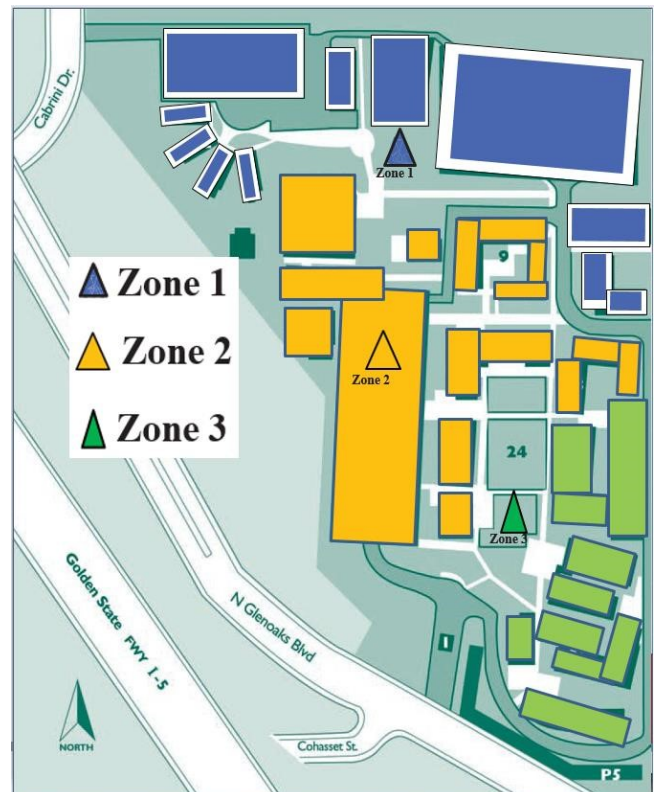 Cabrini Dr.
Zone 1
9
Zone 1
Zone 2
Zone 3
Zone 2
24
Zone 3
Golden State FWY I-5
N Glenoaks Blvd
1
NORTH
Cohasset St.
P5